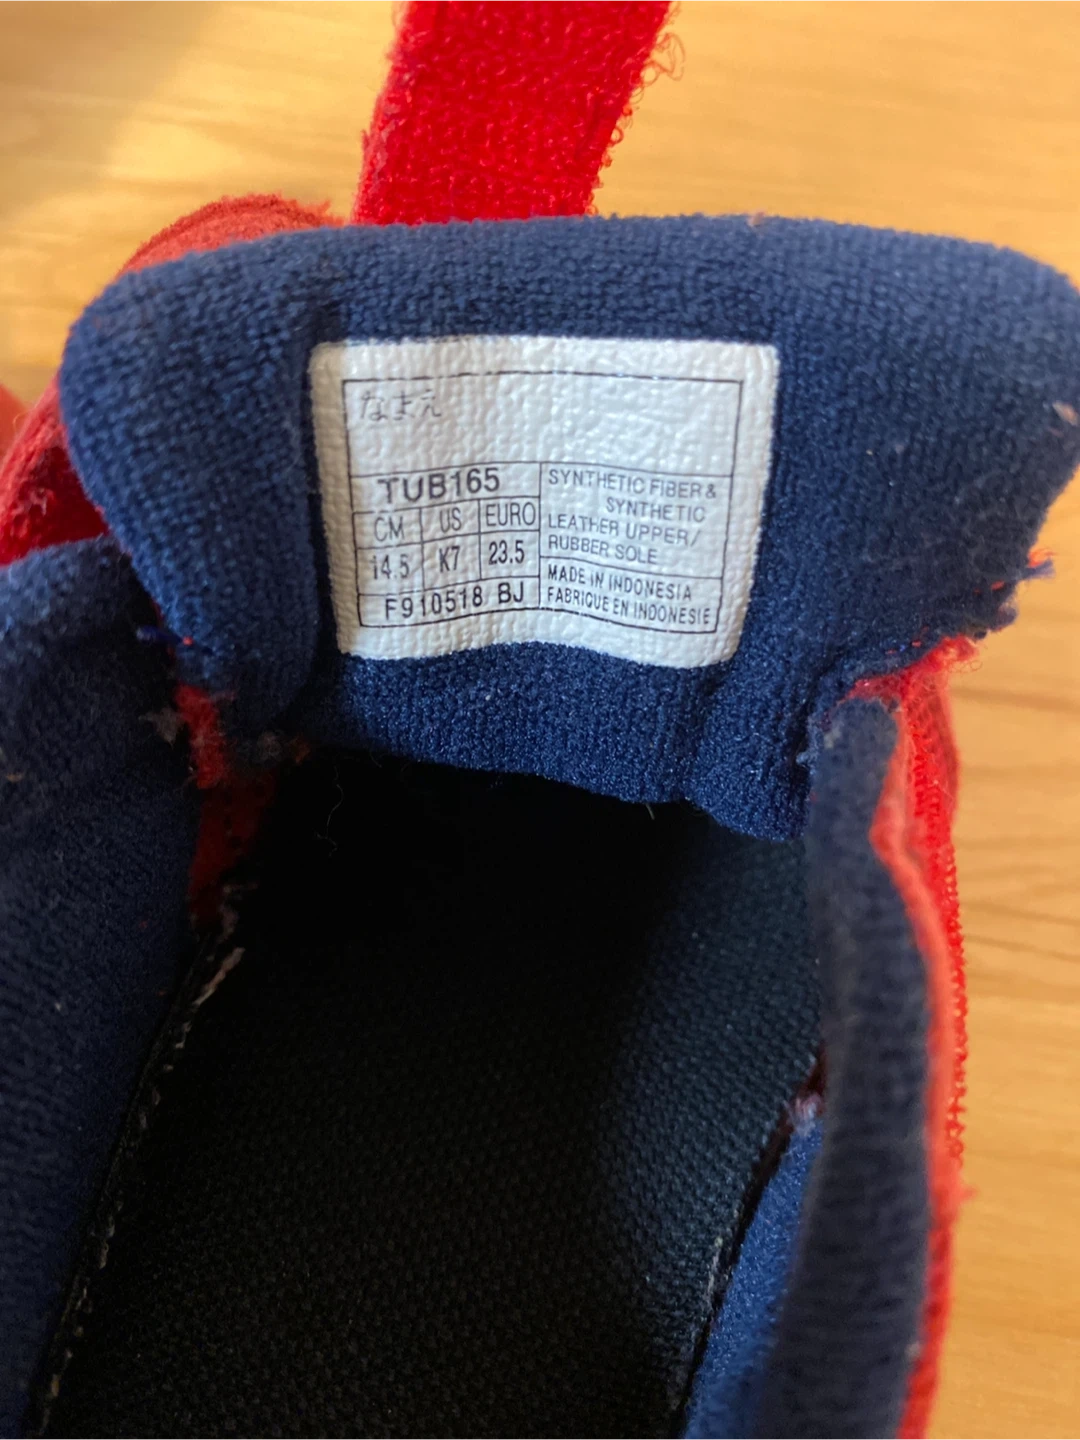 なまえ
TUB165
CM US EURO
14.5 K7 23.5
F910518 BJ
SYNTHETIC FIBER &
SYNTHETIC
LEATHER UPPER/
RUBBER SOLE
MADE IN INDONESIA
FABRIQUE EN INDONESIE